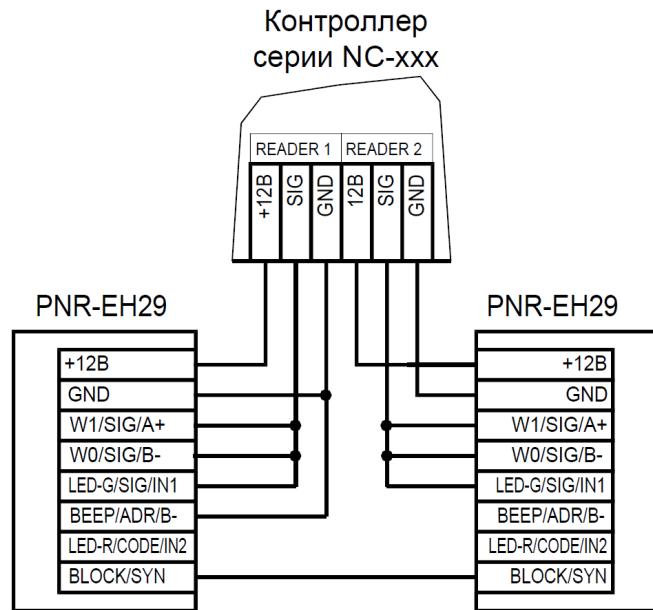 Контроллер
серии NC-xxx
READER 1 READER 2
+12В SIG GND 12В SIG GND
PNR-EH29
PNR-EH29
+12В
GND
W1/SIG/A+
W0/SIG/B-
LED-G/SIG/IN1
BEEP/ADR/B-
LED-R/CODE/IN2
BLOCK/SYN
+12В
GND
W1/SIG/A+
W0/SIG/B-
LED-G/SIG/IN1
BEEP/ADR/B-
LED-R/CODE/IN2
BLOCK/SYN